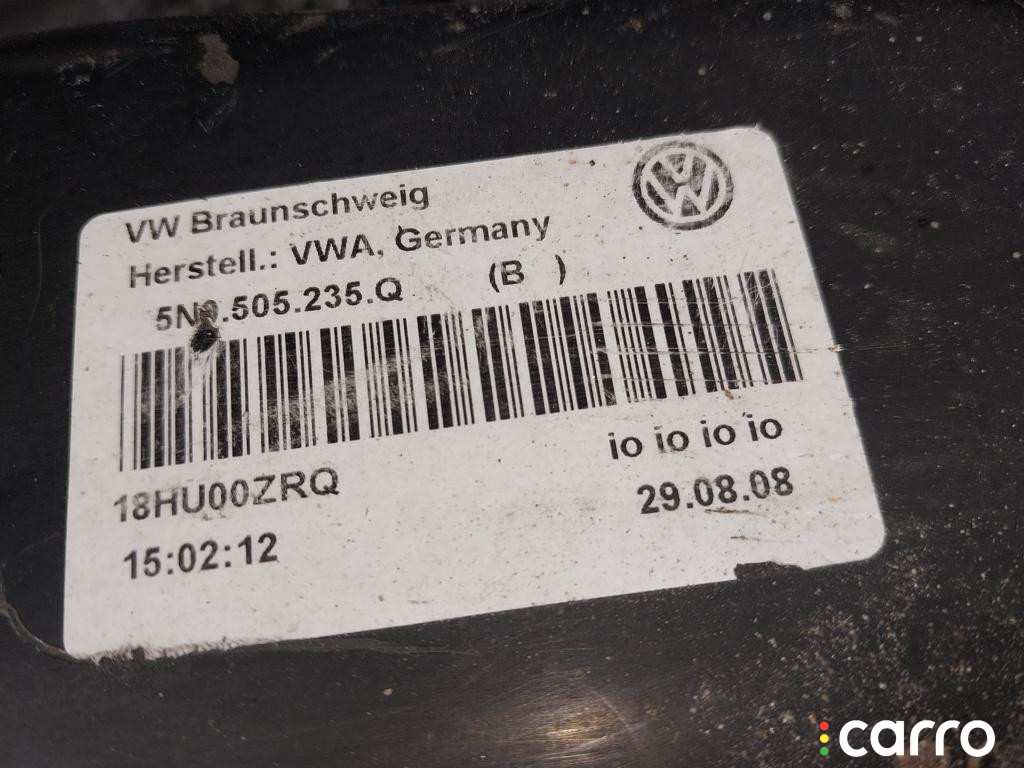 VW Braunschweig
Herstell.: VWA, Germany
5N0.505.235.Q (B )
io io io io
18HU00ZRQ
29.08.08
15:02:12
carro